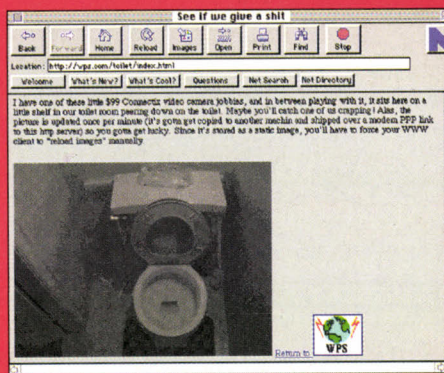 See if we give a shit
Back Forward Home Reload Images Open Print Find Stop
N
Location: http://wps.com/toilet/index.html
Welcome What's New? What's Cool? Questions Net Search Net Directory
I have one of these little $99 Connectix video camera jobbies, and in between playing with it, it sits here on a
little shelf in our toilet room peering down on the toilet. Maybe you'll catch one of us crapping! Alas, the
picture is updated once per minute (it's gotta get copied to another machin and shipped over a modem PPP link
to this http server) so you gotta get lucky. Since it's stored as a static image, you'll have to force your WWW
client to "reload images" manually
Return to WPS